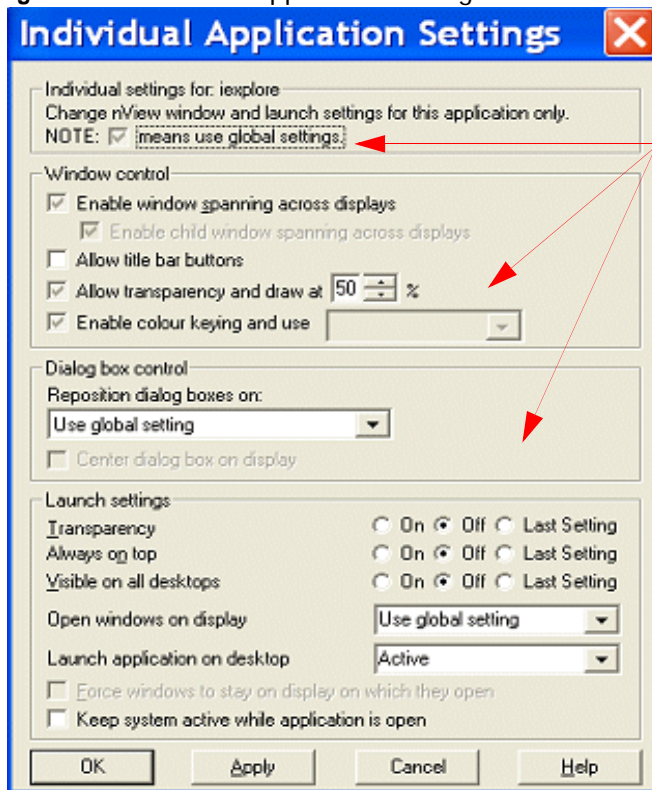 Individual Application Settings
Individual settings for: iexplore
Change nView window and launch settings for this application only.
NOTE: means use global settings.
Window control
Enable window spanning across displays
Enable child window spanning across displays
Allow title bar buttons
Allow transparency and draw at 50 %
Enable colour keying and use
Dialog box control
Reposition dialog boxes on:
Use global setting
Center dialog box on display
Launch settings
Transparency On Off Last Setting
Always on top On Off Last Setting
Visible on all desktops On Off Last Setting
Open windows on display Use global setting
Launch application on desktop Active
Force windows to stay on display on which they open
Keep system active while application is open
OK Apply Cancel Help